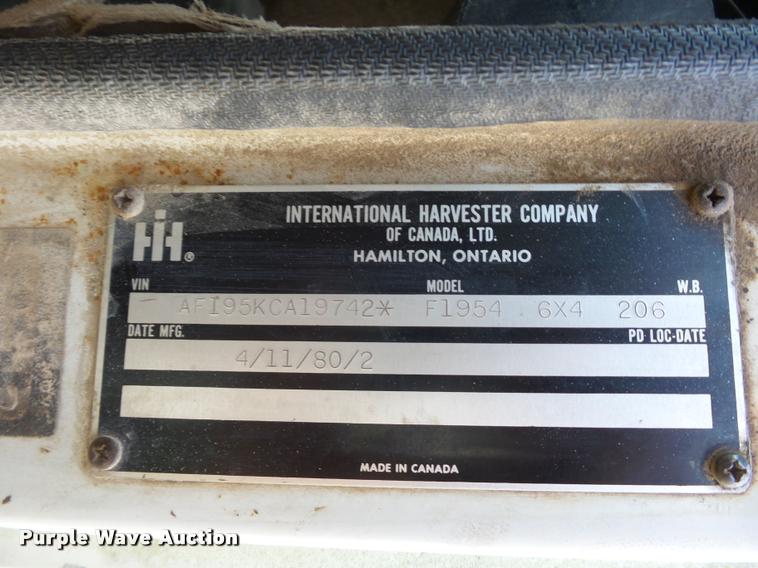 IH®
INTERNATIONAL HARVESTER COMPANY
OF CANADA, LTD.
HAMILTON, ONTARIO
VIN MODEL W.B.
- AF195KCA19742* F1954 6X4 206
DATE MFG. PD LOC-DATE
4/11/80/2
MADE IN CANADA
Purple Wave Auction